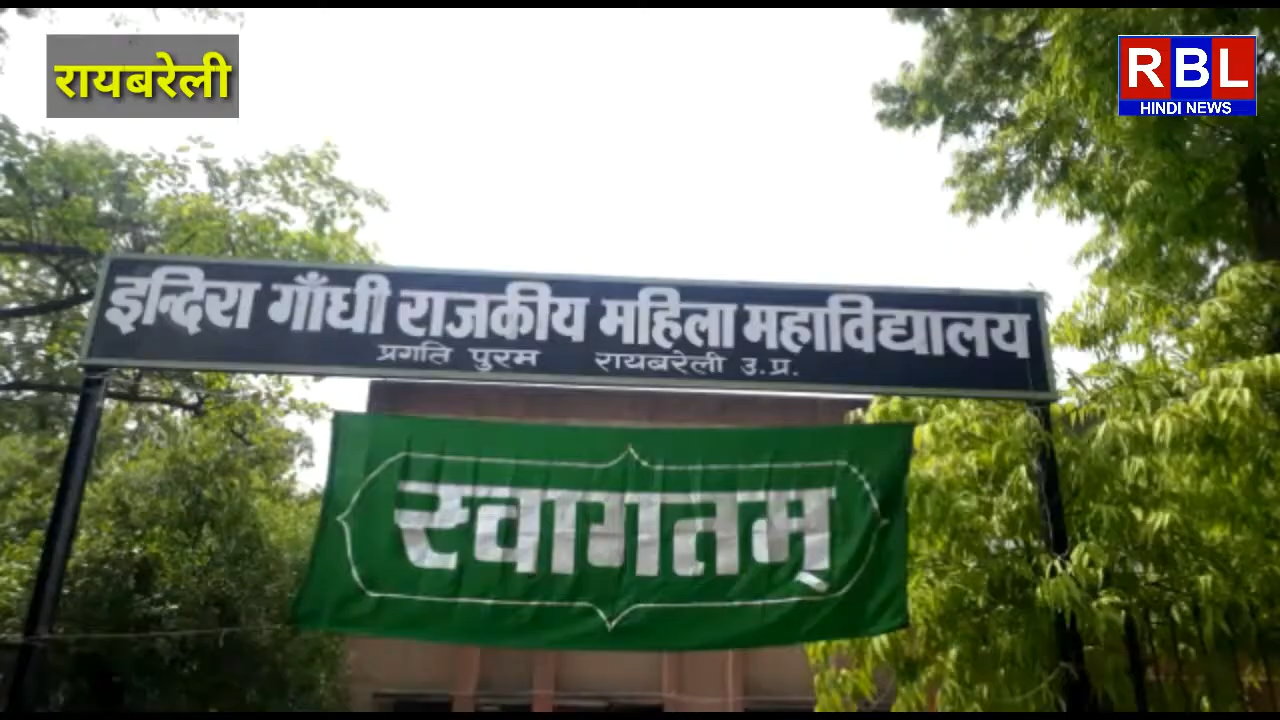 रायबरेली
RBL
HINDI NEWS
इन्दिरा गाँधी राजकीय महिला महाविद्यालय
प्रगति पुरम रायबरेली उ.प्र.
स्वागतम्